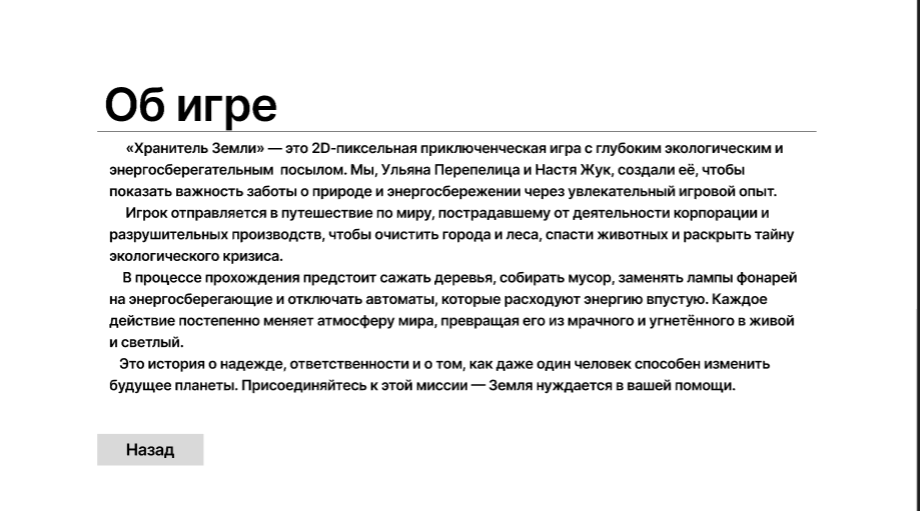 Об игре
«Хранитель Земли» — это 2D-пиксельная приключенческая игра с глубоким экологическим и
энергосберегательным посылом. Мы, Ульяна Перепелица и Настя Жук, создали её, чтобы
показать важность заботы о природе и энергосбережении через увлекательный игровой опыт.
Игрок отправляется в путешествие по миру, пострадавшему от деятельности корпорации и
разрушительных производств, чтобы очистить города и леса, спасти животных и раскрыть тайну
экологического кризиса.
В процессе прохождения предстоит сажать деревья, собирать мусор, заменять лампы фонарей
на энергосберегающие и отключать автоматы, которые расходуют энергию впустую. Каждое
действие постепенно меняет атмосферу мира, превращая его из мрачного и угнетённого в живой
и светлый.
Это история о надежде, ответственности и о том, как даже один человек способен изменить
будущее планеты. Присоединяйтесь к этой миссии — Земля нуждается в вашей помощи.
Назад